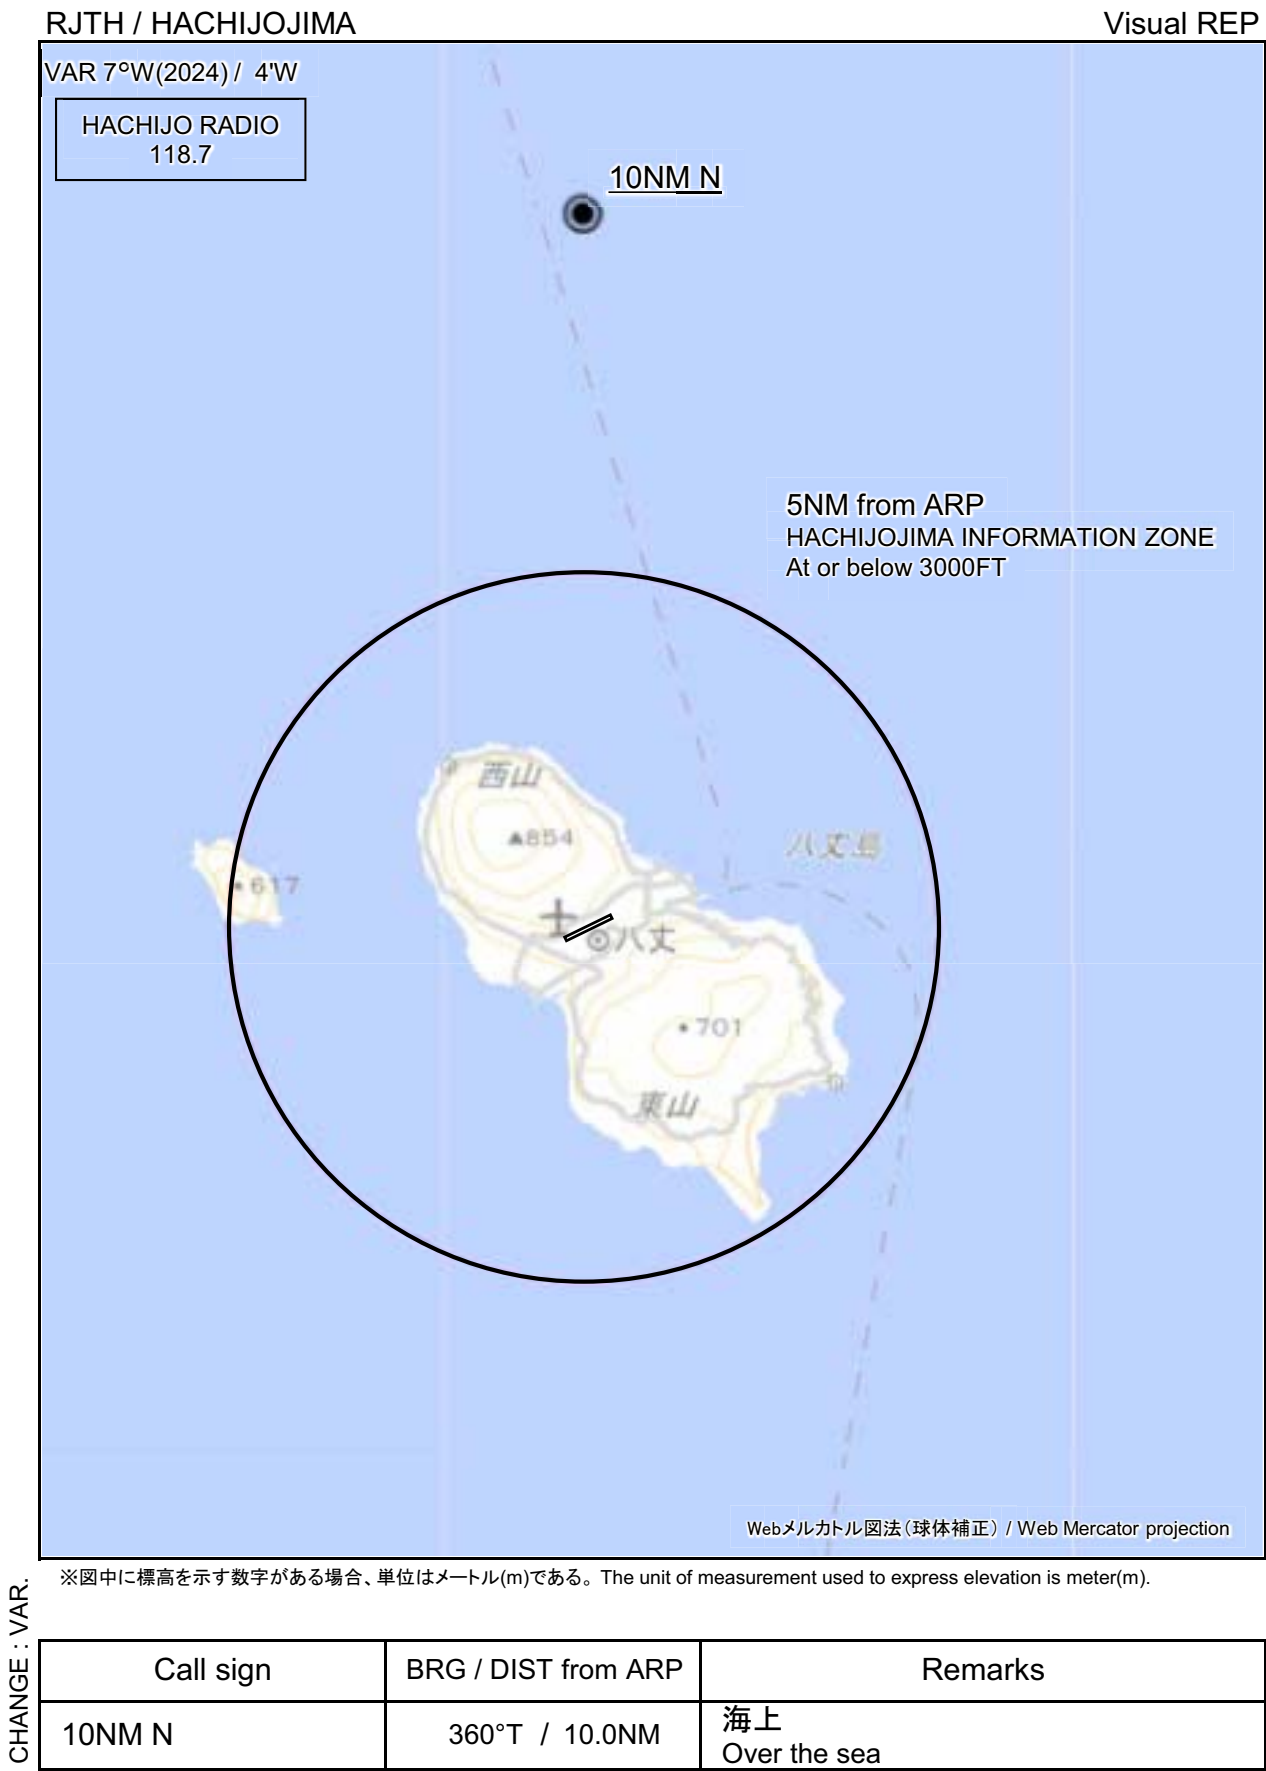 RJTH / HACHIJOJIMA
Visual REP
VAR 7°W(2024) / 4'W
HACHIJO RADIO
118.7
10NM N
5NM from ARP
HACHIJOJIMA INFORMATION ZONE
At or below 3000FT
西山
▲854
八丈島
•617
八丈
•701
東山
Webメルカトル図法(球体補正) / Web Mercator projection
※図中に標高を示す数字がある場合、単位はメートル(m)である。 The unit of measurement used to express elevation is meter(m).
CHANGE : VAR.
Call sign
BRG / DIST from ARP
Remarks
10NM N
360°T / 10.0NM
海上
Over the sea